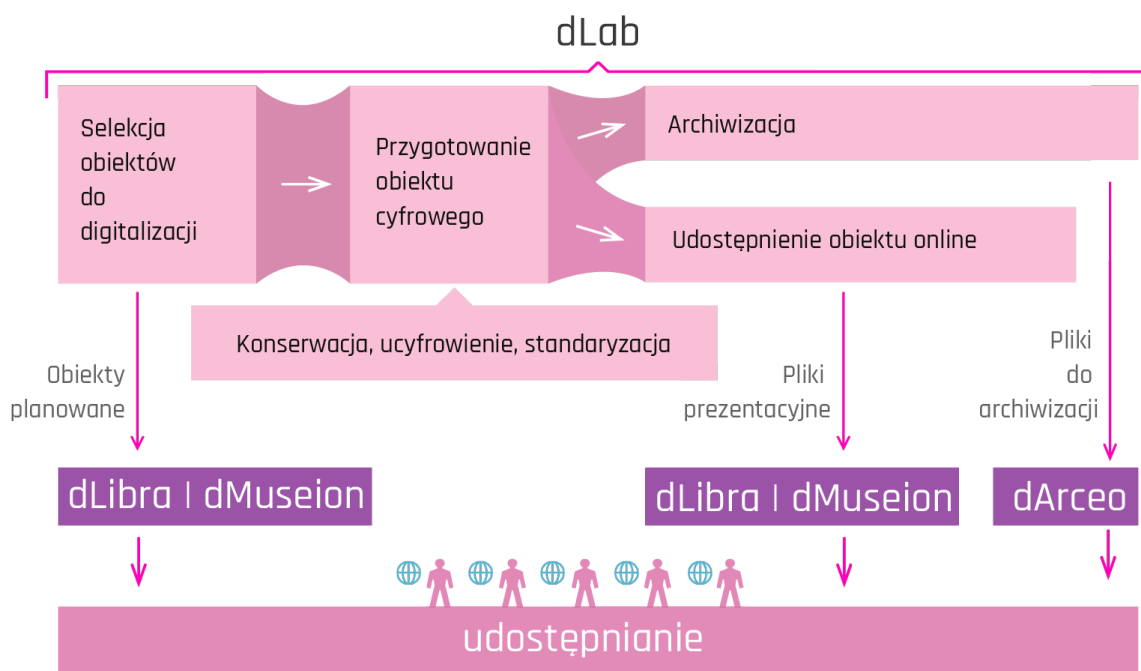 dLab
Selekcja
obiektów
do
digitalizacji
Przygotowanie
obiektu
cyfrowego
Archiwizacja
Udostępnienie obiektu online
Konserwacja, ucyfrowienie, standaryzacja
Obiekty
planowane
Pliki
prezentacyjne
Pliki
do
archiwizacji
dLibra | dMuseion
dLibra | dMuseion
dArceo
udostępnianie